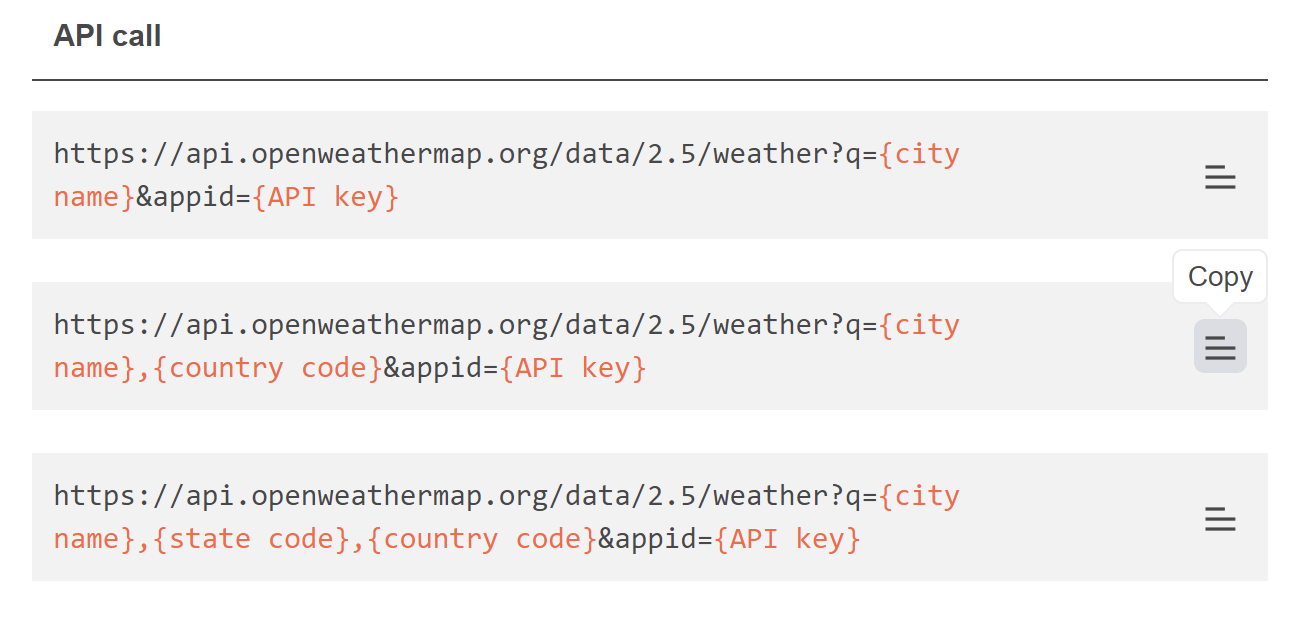 API call
https://api.openweathermap.org/data/2.5/weather?q={city
name}&appid={API key}
Copy
https://api.openweathermap.org/data/2.5/weather?q={city
name},{country code}&appid={API key}
https://api.openweathermap.org/data/2.5/weather?q={city
name},{state code},{country code}&appid={API key}